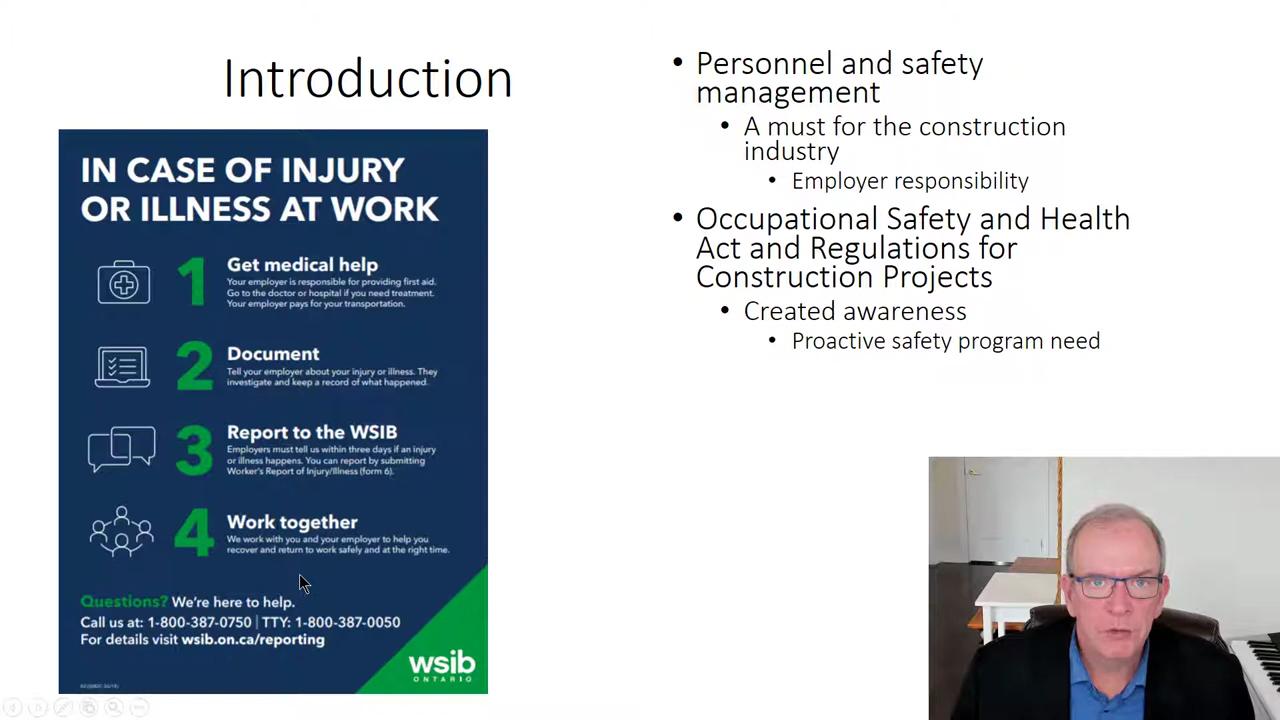 Introduction
IN CASE OF INJURY
OR ILLNESS AT WORK
1
Get medical help
Your employer is responsible for providing first aid.
Go to the doctor or hospital if you need treatment.
Your employer pays for your transportation.
2
Document
Tell your employer about your injury or illness. They
investigate and keep a record of what happened.
3
Report to the WSIB
Employers must tell us within three days if an injury
or illness happens. You can report by submitting
Worker's Report of Injury/Illness (form 6).
4
Work together
We work with you and your employer to help you
recover and return to work safely and at the right time.
Questions? We're here to help.
Call us at: 1-800-387-0750 | TTY: 1-800-387-0050
For details visit wsib.on.ca/reporting
wsib
ONTARIO
• Personnel and safety
management
• A must for the construction
industry
• Employer responsibility
• Occupational Safety and Health
Act and Regulations for
Construction Projects
• Created awareness
• Proactive safety program need